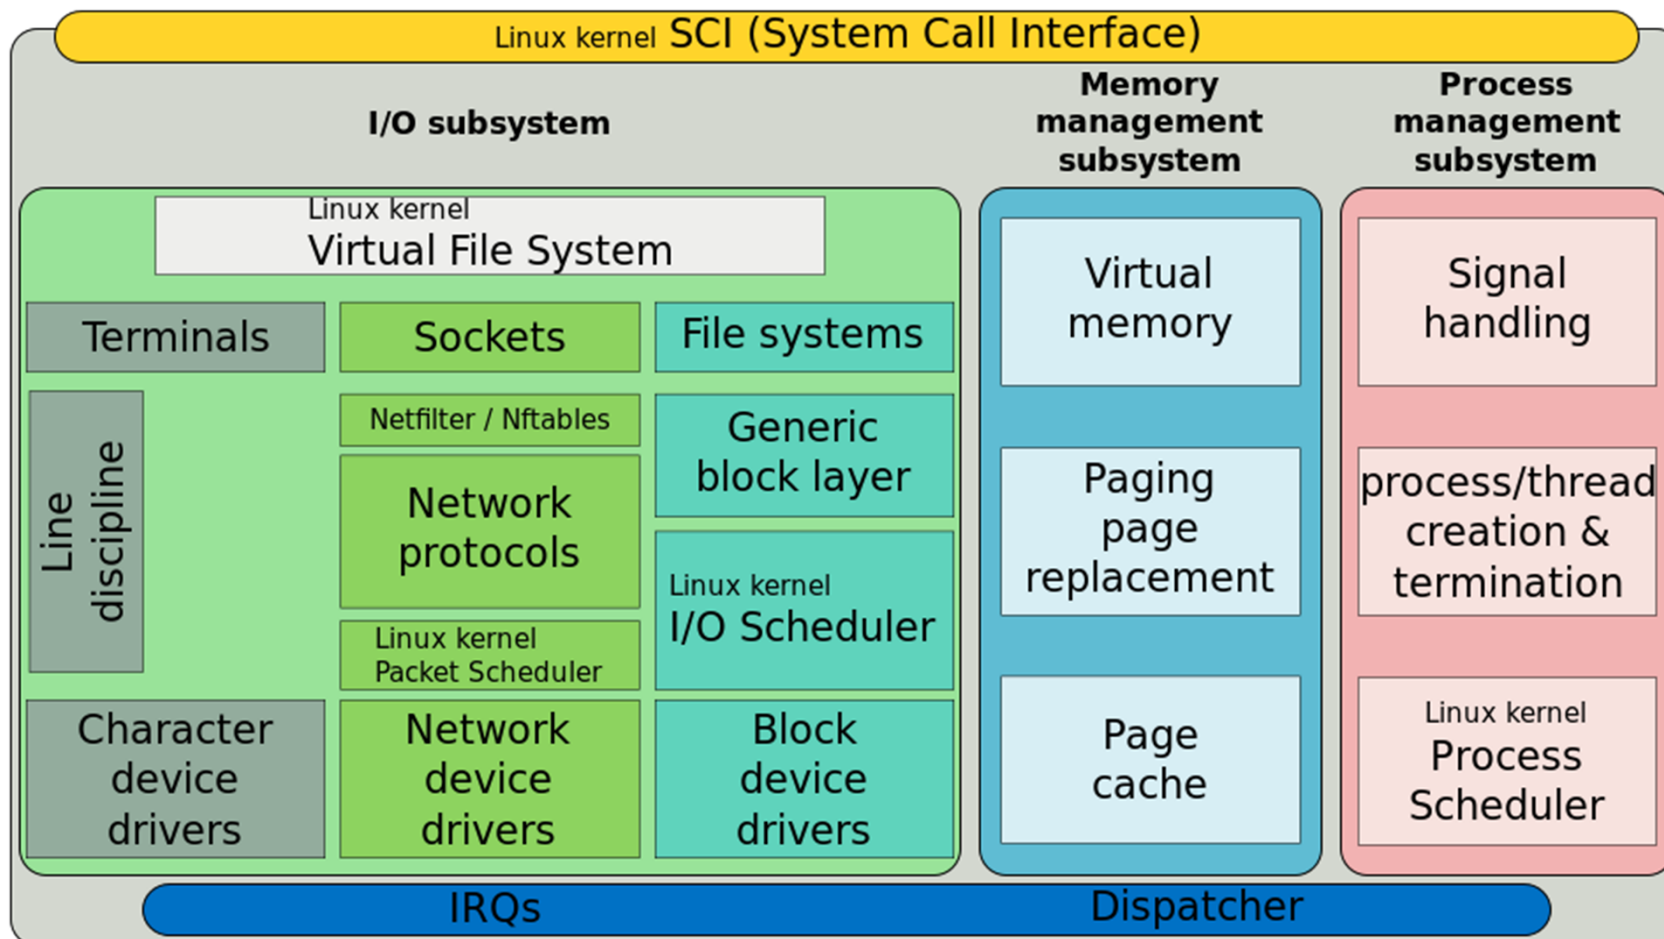 Linux kernel SCI (System Call Interface)
I/O subsystem
Memory
management
subsystem
Process
management
subsystem
Linux kernel
Virtual File System
Terminals
Sockets
File systems
Line
discipline
Netfilter / Nftables
Network
protocols
Linux kernel
Packet Scheduler
Generic
block layer
Linux kernel
I/O Scheduler
Character
device
drivers
Network
device
drivers
Block
device
drivers
Virtual
memory
Paging
page
replacement
Page
cache
Signal
handling
process/thread
creation &
termination
Linux kernel
Process
Scheduler
IRQs
Dispatcher